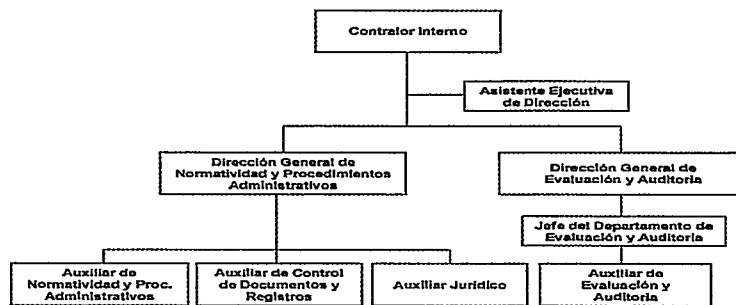 Contralor Interno
Asistente Ejecutiva
de Dirección
Dirección General de
Normatividad y Procedimientos
Administrativos
Dirección General de
Evaluación y Auditoria
Jefe del Departamento de
Evaluación y Auditoria
Auxiliar de
Normatividad y Proc.
Administrativos
Auxiliar de Control
de Documentos y
Registros
Auxiliar Jurídico
Auxiliar de
Evaluación y
Auditoria